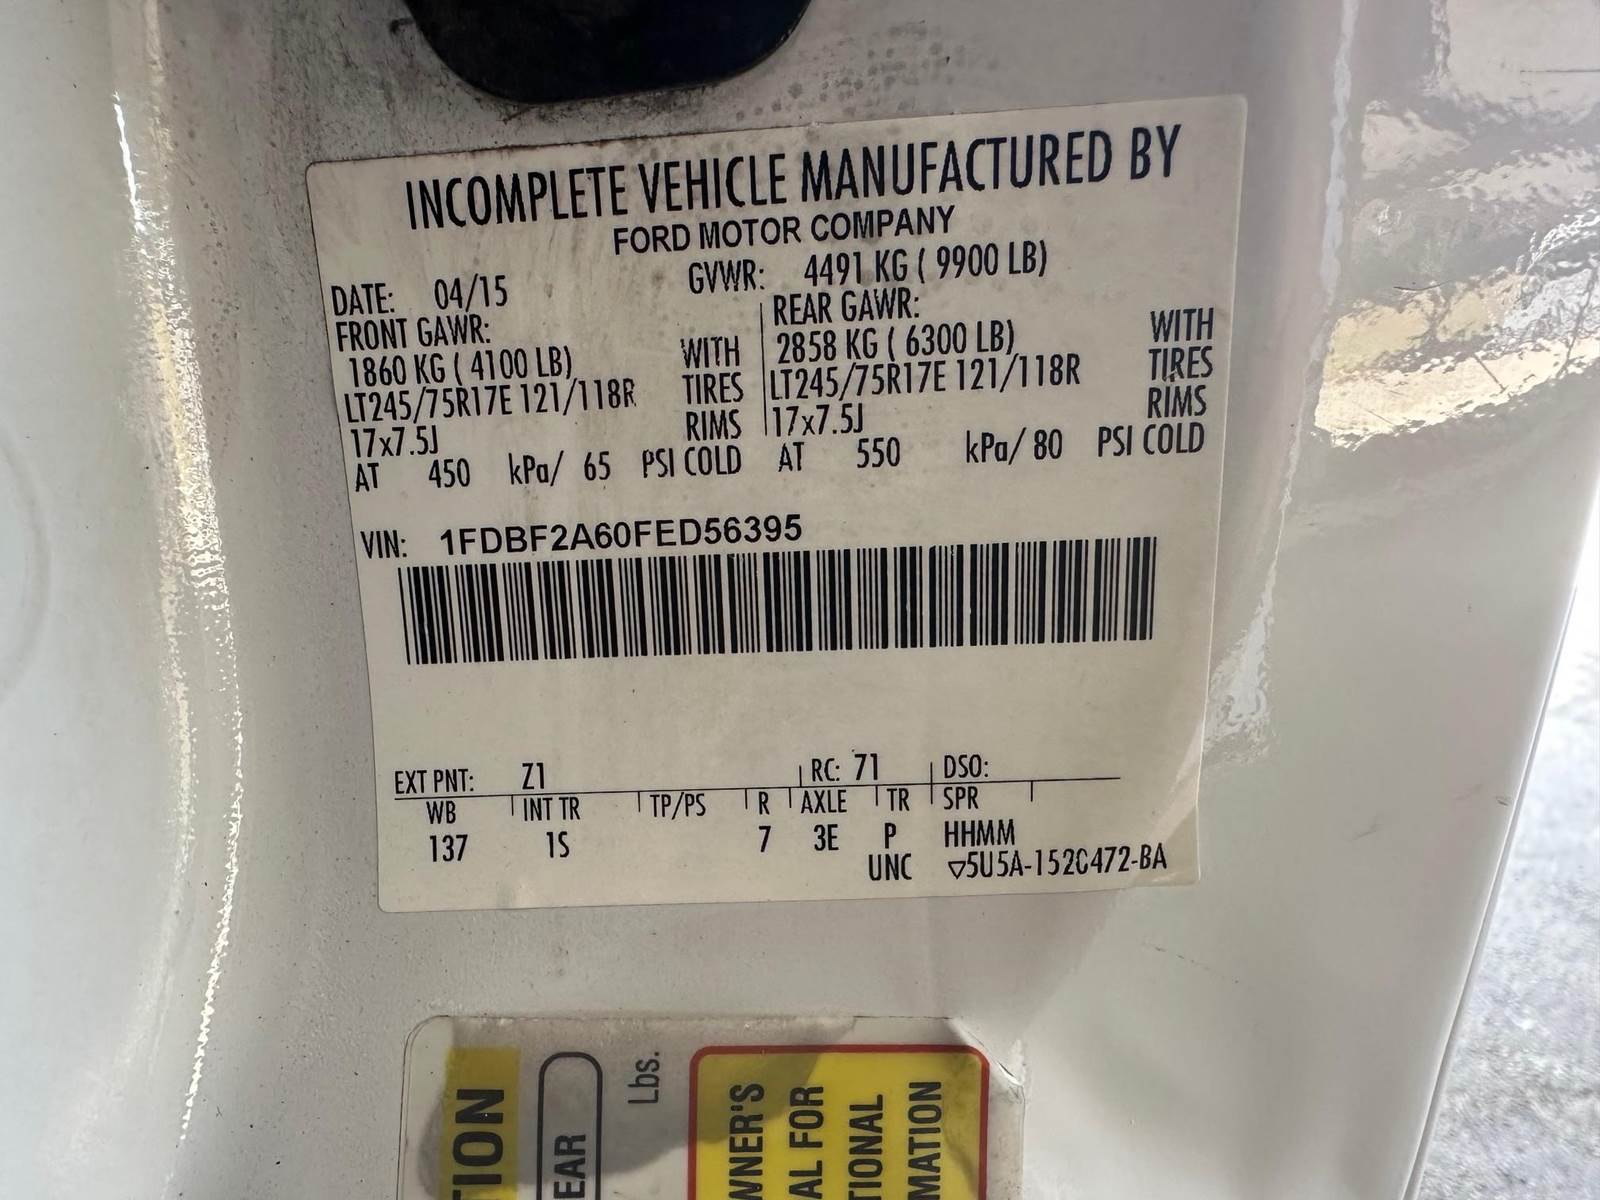 INCOMPLETE VEHICLE MANUFACTURED BY
FORD MOTOR COMPANY
DATE: 04/15 GVWR: 4491 KG ( 9900 LB)
FRONT GAWR: REAR GAWR:
1860 KG ( 4100 LB) WITH 2858 KG ( 6300 LB) WITH
LT245/75R17E 121/118R TIRES LT245/75R17E 121/118R TIRES
17x7.5J RIMS 17x7.5J RIMS
AT 450 kPa/ 65 PSI COLD AT 550 kPa/ 80 PSI COLD
VIN: 1FDBF2A60FED56395
EXT PNT: Z1 RC: 71 DSO:
WB INT TR TP/PS R AXLE TR SPR
137 1S 7 3E P HHMM
UNC ▽5U5A-152C472-BA
TION
EAR
Lbs.
WNER'S
AL FOR
TIONAL
RMATION